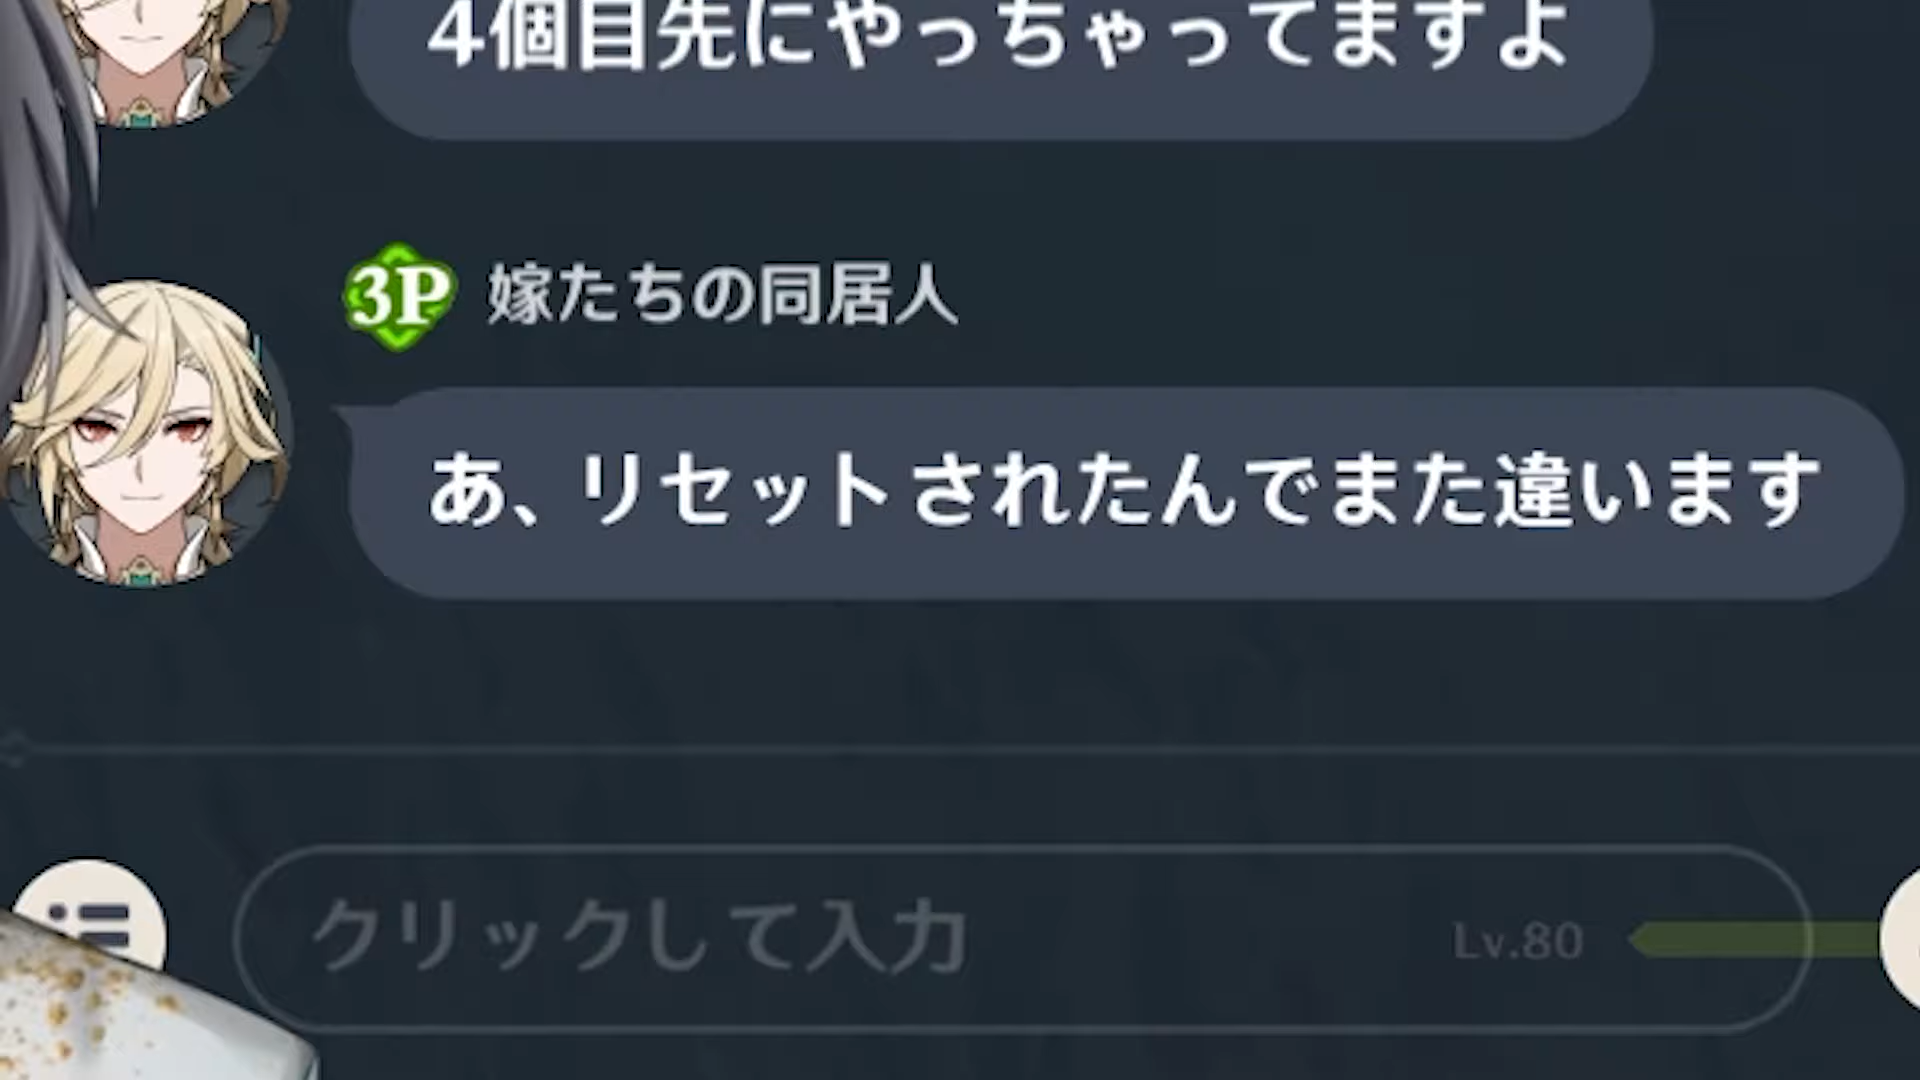 4個目先にやっちゃってますよ
3P 嫁たちの同居人
あ、リセットされたんでまた違います
クリックして入力
Lv.80